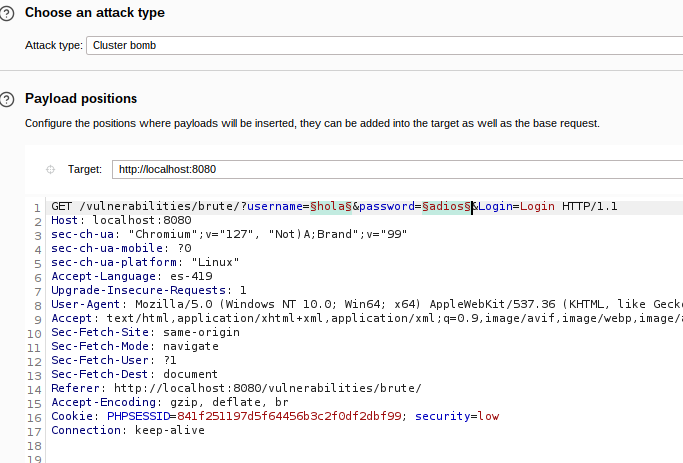 Choose an attack type
Attack type: Cluster bomb
Payload positions
Configure the positions where payloads will be inserted, they can be added into the target as well as the base request.
Target: http://localhost:8080
1 GET /vulnerabilities/brute/?username=§hola§&password=§adios§&Login=Login HTTP/1.1
2 Host: localhost:8080
3 sec-ch-ua: "Chromium";v="127", "Not)A;Brand";v="99"
4 sec-ch-ua-mobile: ?0
5 sec-ch-ua-platform: "Linux"
6 Accept-Language: es-419
7 Upgrade-Insecure-Requests: 1
8 User-Agent: Mozilla/5.0 (Windows NT 10.0; Win64; x64) AppleWebKit/537.36 (KHTML, like Geck
9 Accept: text/html,application/xhtml+xml,application/xml;q=0.9,image/avif,image/webp,image/a
10 Sec-Fetch-Site: same-origin
11 Sec-Fetch-Mode: navigate
12 Sec-Fetch-User: ?1
13 Sec-Fetch-Dest: document
14 Referer: http://localhost:8080/vulnerabilities/brute/
15 Accept-Encoding: gzip, deflate, br
16 Cookie: PHPSESSID=841f251197d5f64456b3c2f0df2dbf99; security=low
17 Connection: keep-alive
18
19